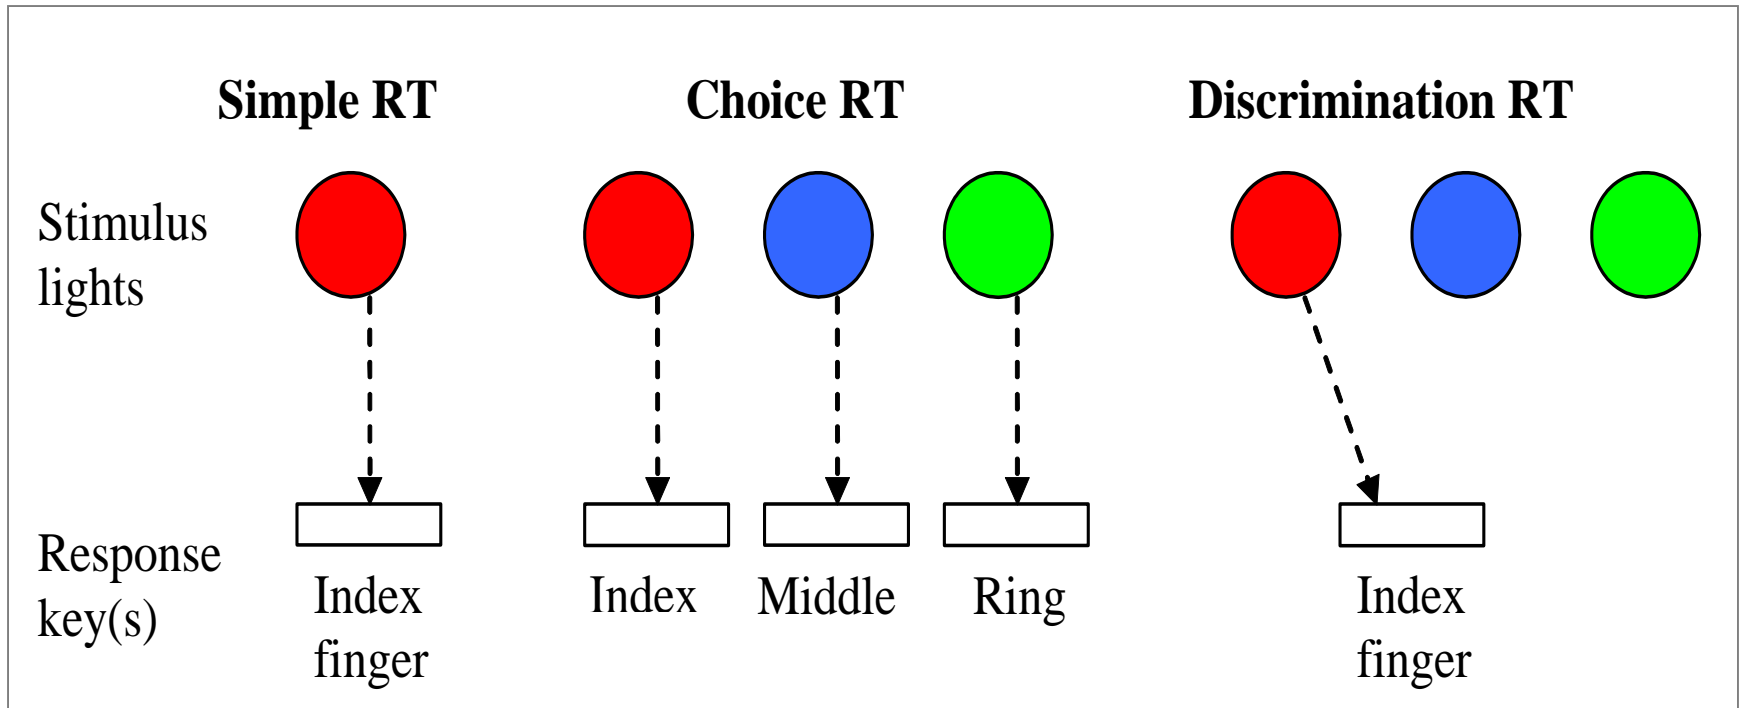 Simple RT
Choice RT
Discrimination RT
Stimulus
lights
Response
key(s)
Index
finger
Index
Middle
Ring
Index
finger